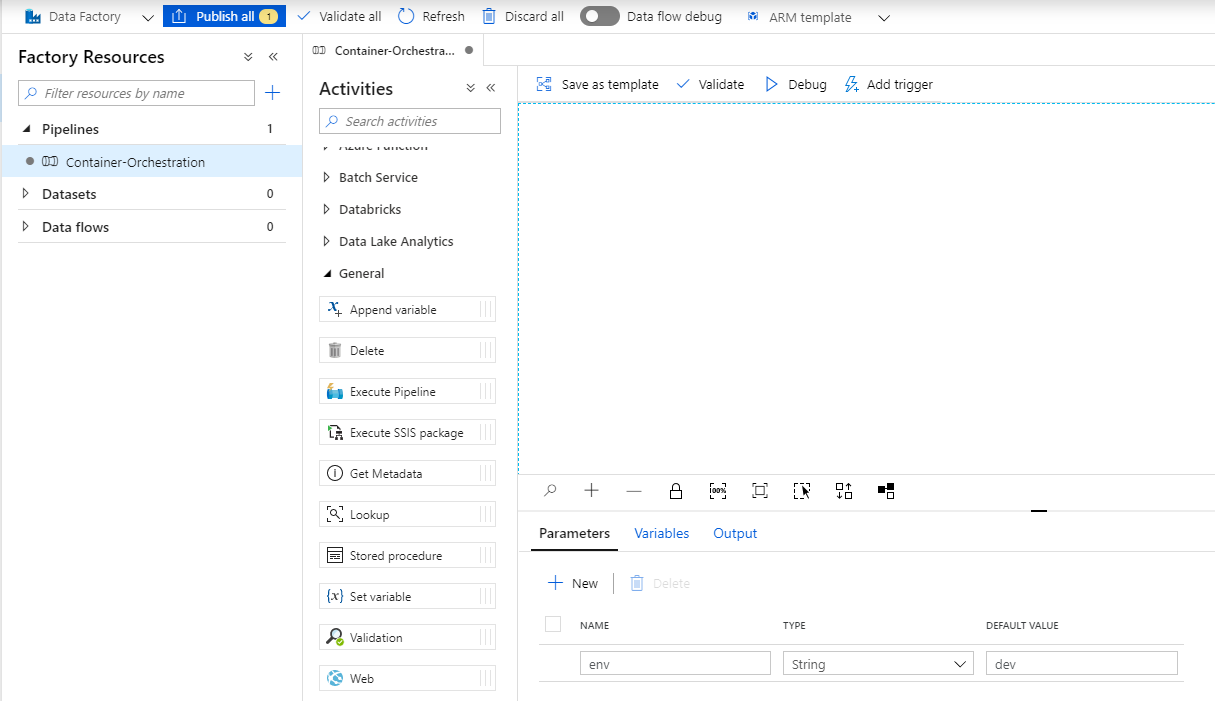 Data Factory
Publish all 1
Validate all
Refresh
Discard all
Data flow debug
ARM template
Factory Resources
Filter resources by name
Pipelines 1
Container-Orchestration
Datasets 0
Data flows 0
Container-Orchestra...
Activities
Search activities
Azure Function
Batch Service
Databricks
Data Lake Analytics
General
Append variable
Delete
Execute Pipeline
Execute SSIS package
Get Metadata
Lookup
Stored procedure
Set variable
Validation
Web
Save as template
Validate
Debug
Add trigger
100%
Parameters Variables Output
New Delete
NAME TYPE DEFAULT VALUE
env String dev